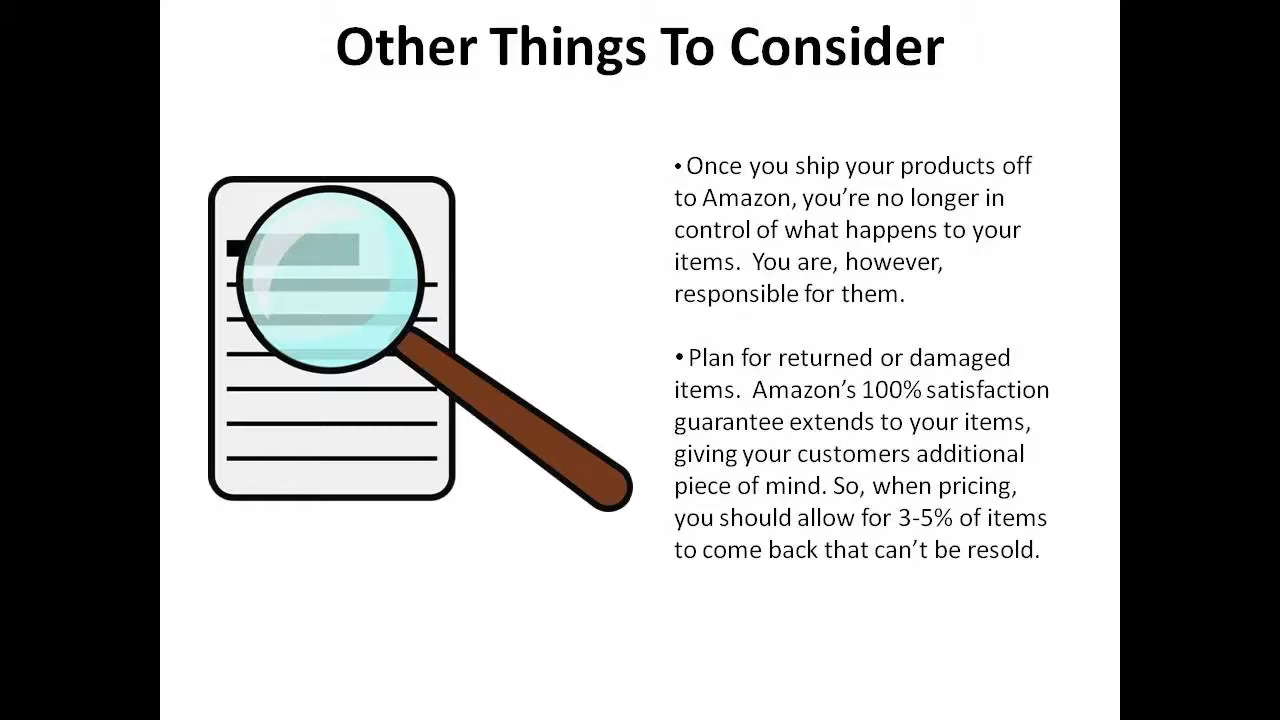 Other Things To Consider
• Once you ship your products off
to Amazon, you’re no longer in
control of what happens to your
items.  You are, however,
responsible for them.
• Plan for returned or damaged
items.  Amazon’s 100% satisfaction
guarantee extends to your items,
giving your customers additional
piece of mind. So, when pricing,
you should allow for 3-5% of items
to come back that can’t be resold.